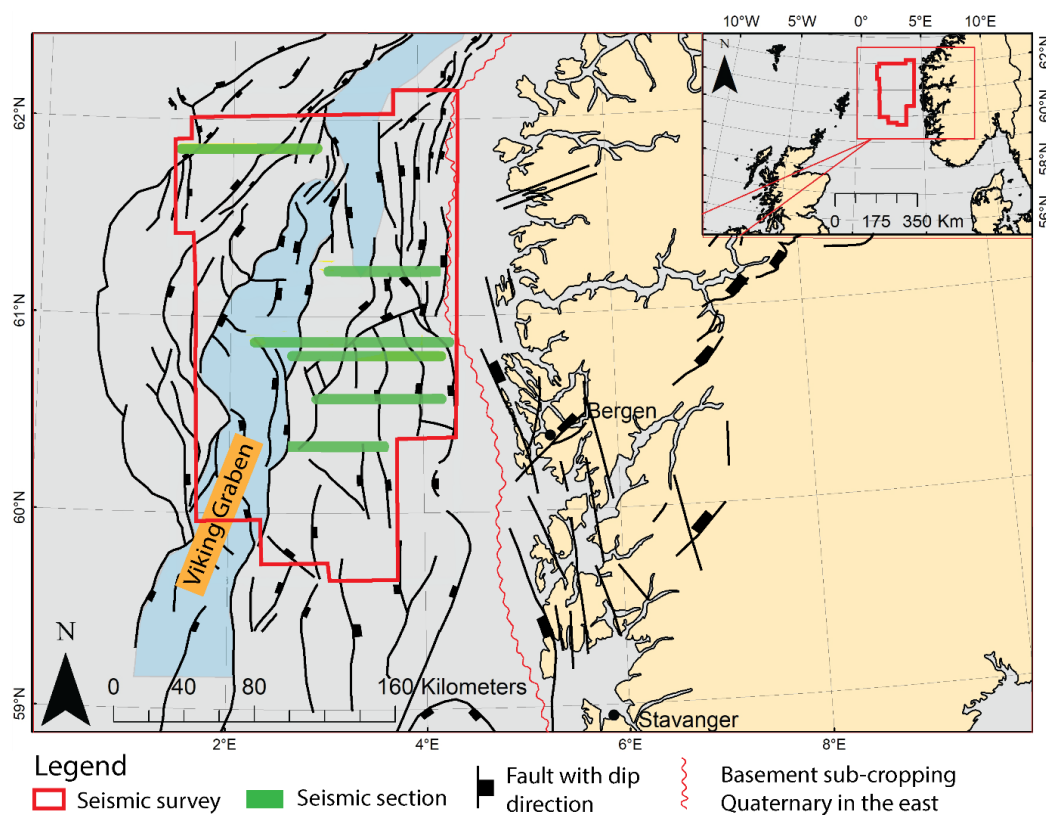 10°W 5°W 0° 5°E 10°E
N
62°N
60°N
58°N
56°N
0 175 350 Km
62°N
61°N
60°N
59°N
Bergen
Viking Graben
N
0 40 80 160 Kilometers
Stavanger
2°E 4°E 6°E 8°E
Legend
Seismic survey
Seismic section
Fault with dip
direction
Basement sub-cropping
Quaternary in the east